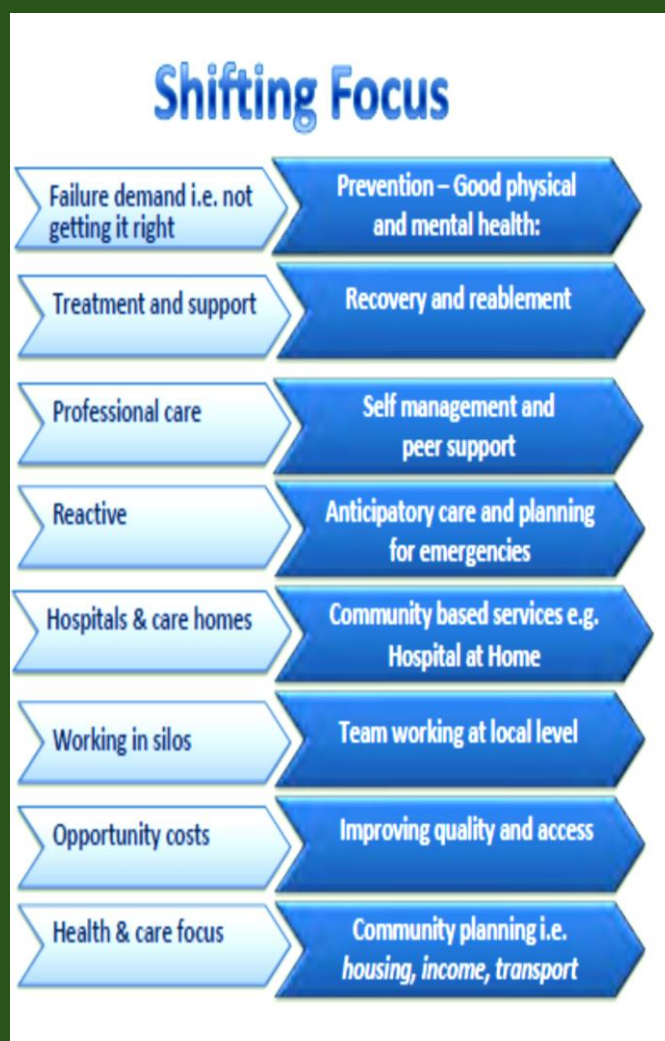 Shifting Focus
Failure demand i.e. not
getting it right
Prevention – Good physical
and mental health:
Treatment and support
Recovery and reablement
Professional care
Self management and
peer support
Reactive
Anticipatory care and planning
for emergencies
Hospitals & care homes
Community based services e.g.
Hospital at Home
Working in silos
Team working at local level
Opportunity costs
Improving quality and access
Health & care focus
Community planning i.e.
housing, income, transport